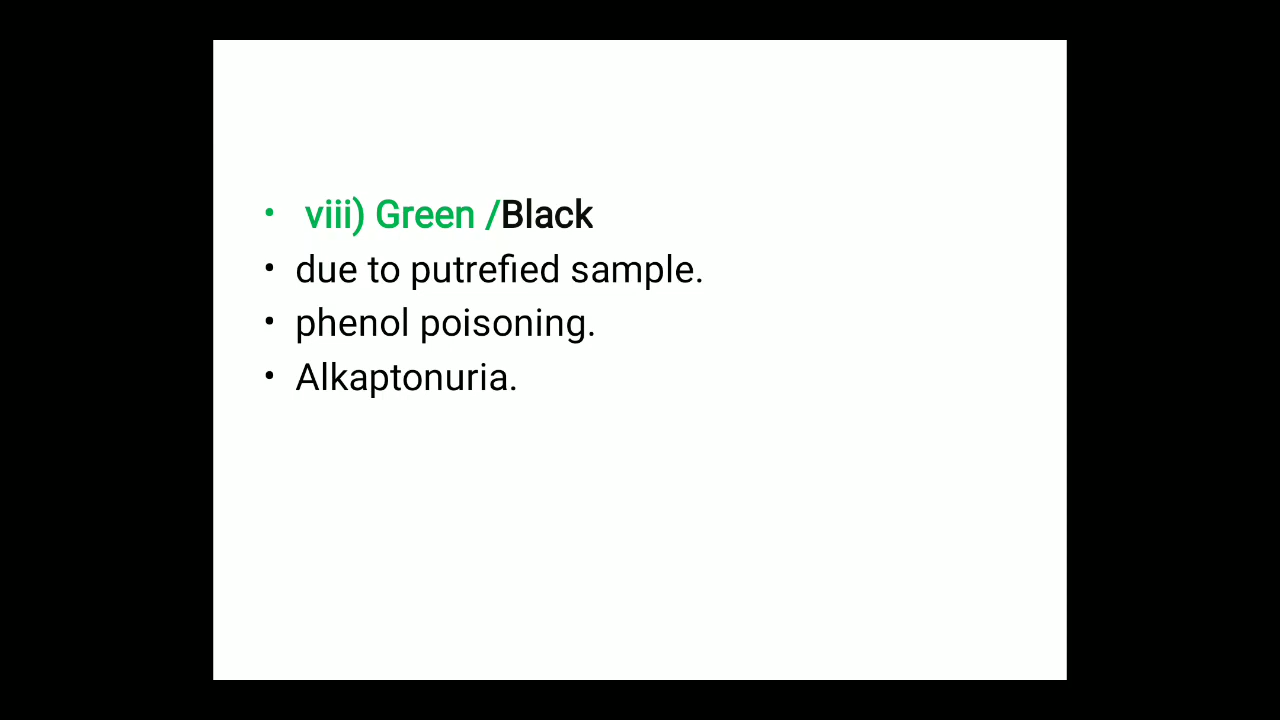 • viii) Green /Black
• due to putrefied sample.
• phenol poisoning.
• Alkaptonuria.